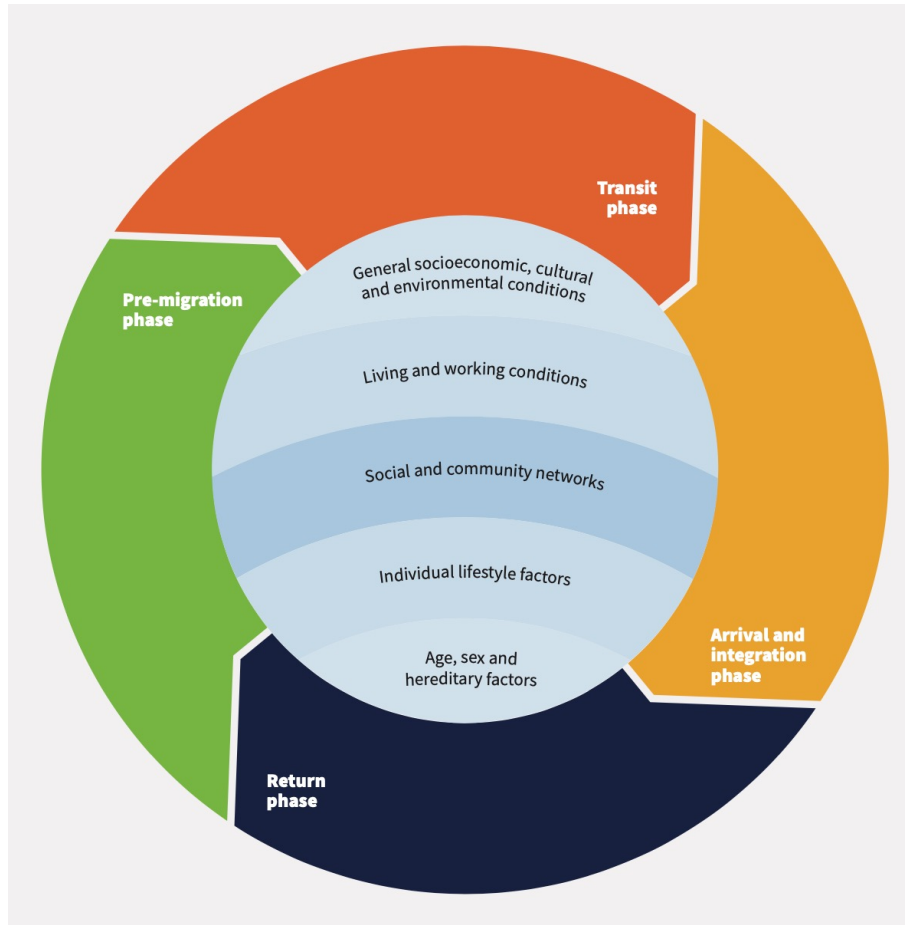 Transit
phase
General socioeconomic, cultural
and environmental conditions
Pre-migration
phase
Living and working conditions
Social and community networks
Individual lifestyle factors
Arrival and
integration
phase
Age, sex and
hereditary factors
Return
phase